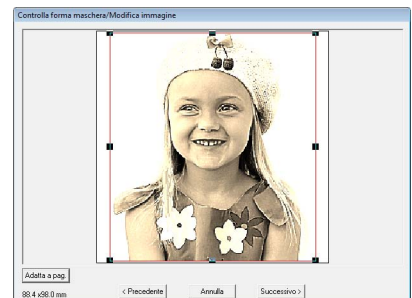 Controlla forma maschera/Modifica immagine
Adatta a pag.
88.4 x98.0 mm
< Precedente
Annulla
Successivo >